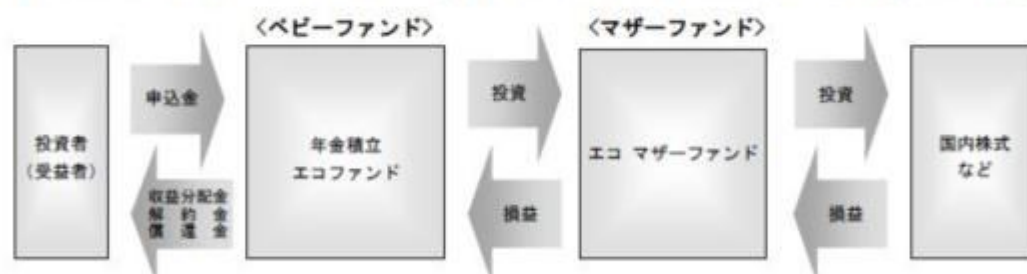 〈ベビーファンド〉
〈マザーファンド〉
投資者
(受益者)
申込金
収益分配金
解約金
償還金
年金積立
エコファンド
投資
損益
エコ マザーファンド
投資
損益
国内株式
など